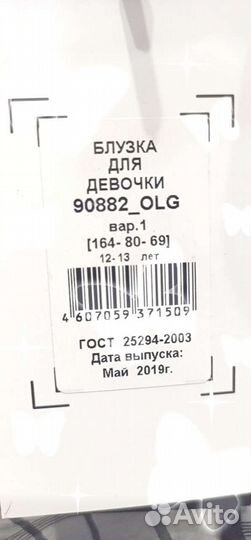 БЛУЗКА
ДЛЯ
ДЕВОЧКИ
90882_OLG
вар.1
[164- 80- 69]
12-13 лет
4 607059 371509
ГОСТ 25294-2003
Дата выпуска:
Май 2019г.
Avito